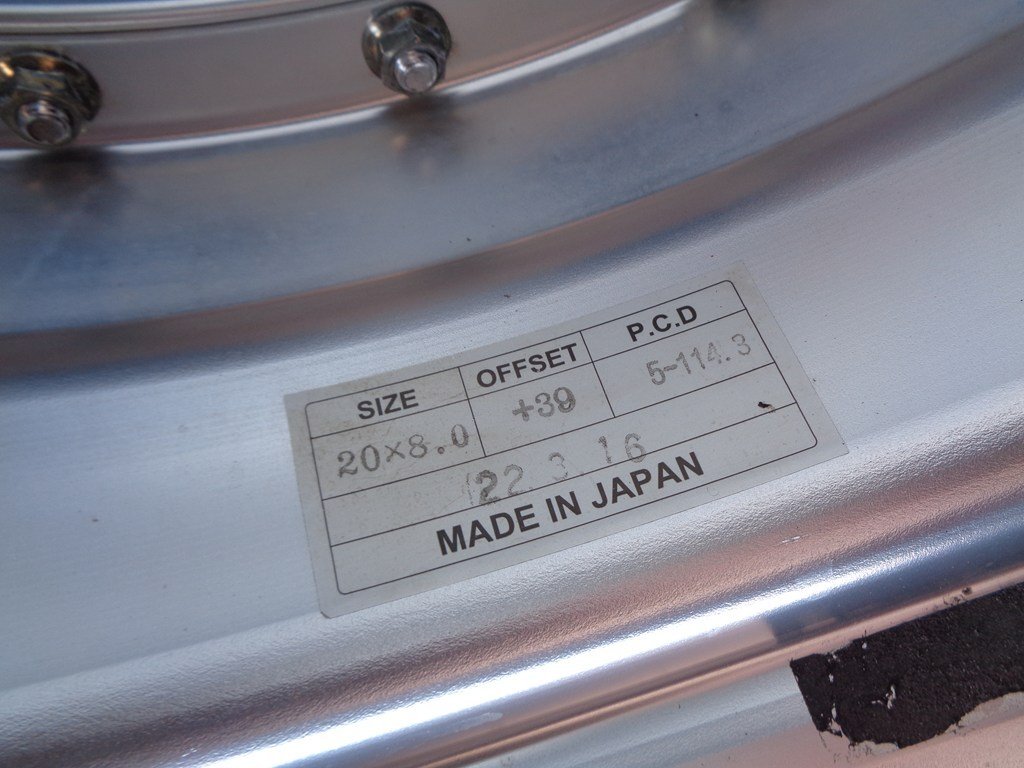 SIZE OFFSET P.C.D
20×8.0 +39 5-114.3
'22. 3. 16
MADE IN JAPAN